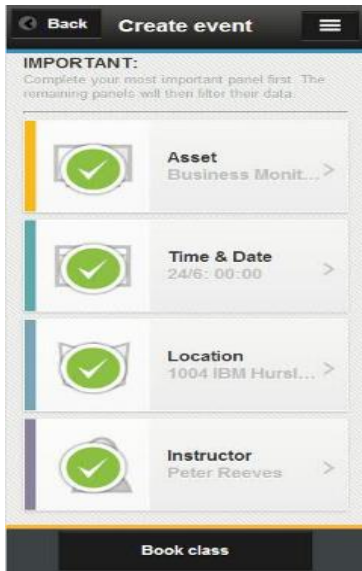 Back
Create event
IMPORTANT:
Complete your most important panel first. The
remaining panels will then filter their data.
Asset
Business Monit...
Time & Date
24/6: 00:00
Location
1004 IBM Hursl...
Instructor
Peter Reeves
Book class